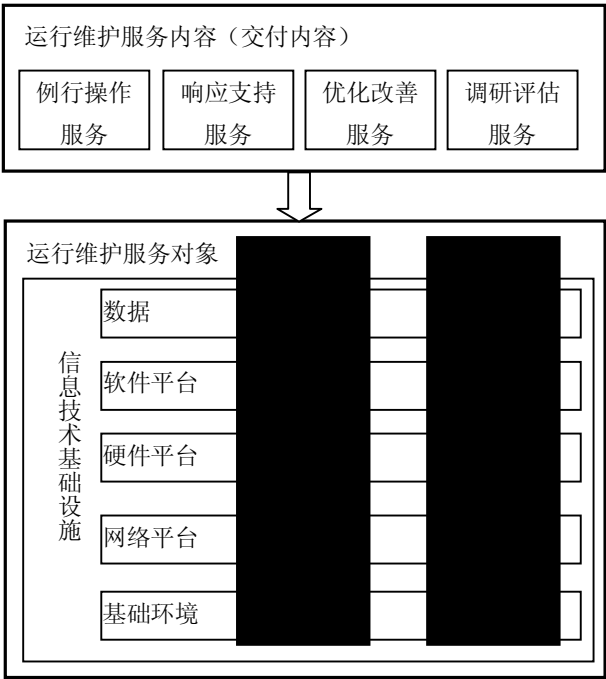 运行维护服务内容（交付内容）
例行操作
服务
响应支持
服务
优化改善
服务
调研评估
服务
运行维护服务对象
信息技术基础设施
数据
软件平台
硬件平台
网络平台
基础环境